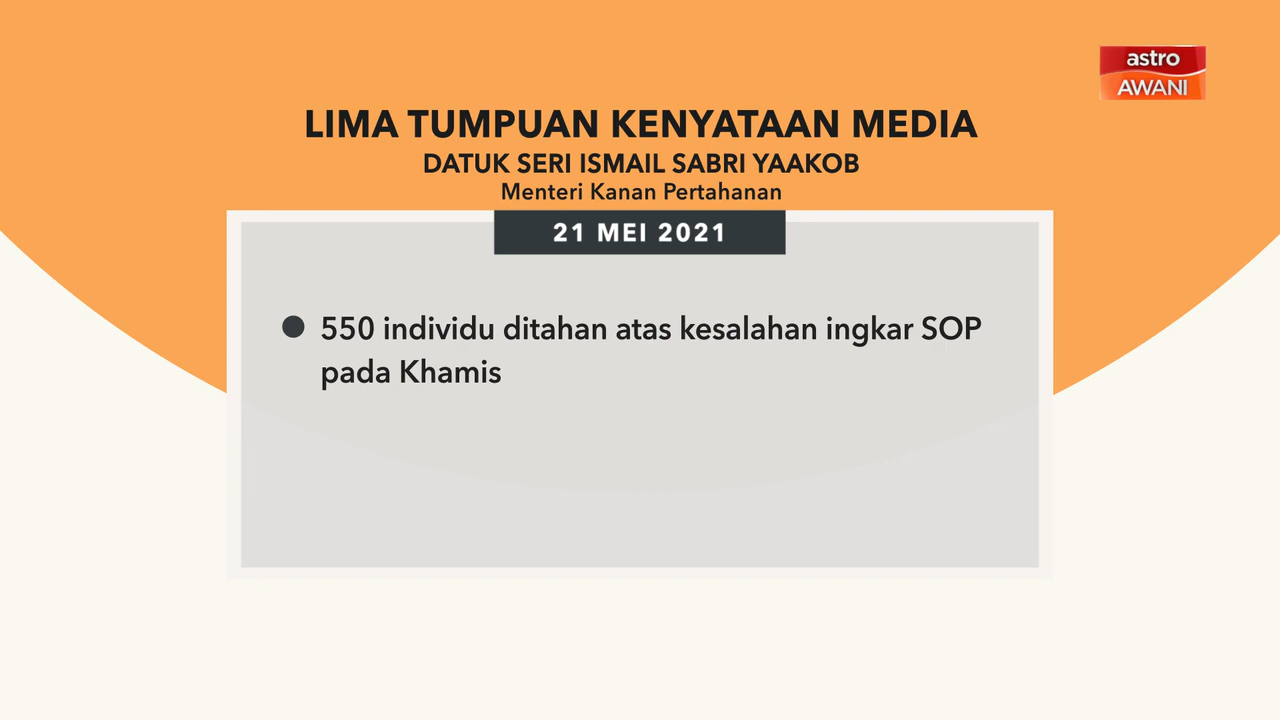 astro
AWANI
LIMA TUMPUAN KENYATAAN MEDIA
DATUK SERI ISMAIL SABRI YAAKOB
Menteri Kanan Pertahanan
21 MEI 2021
● 550 individu ditahan atas kesalahan ingkar SOP
pada Khamis